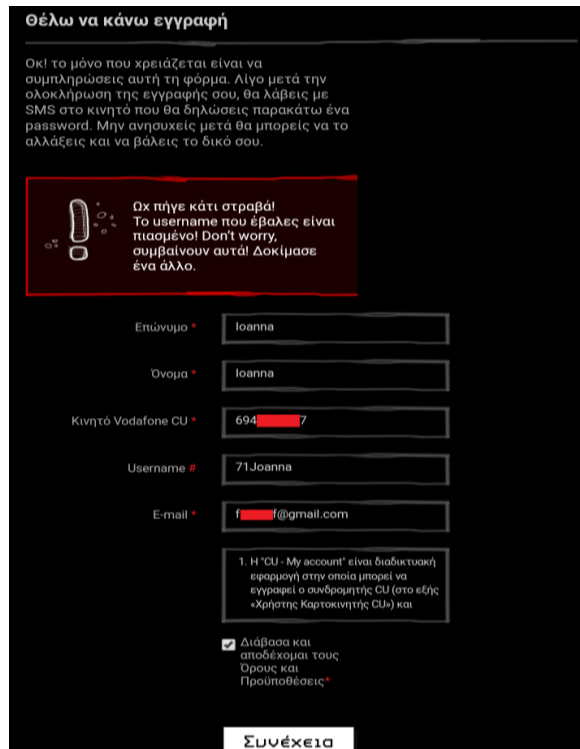 Θέλω να κάνω εγγραφή
Οκ! το μόνο που χρειάζεται είναι να
συμπληρώσεις αυτή τη φόρμα. Λίγο μετά την
ολοκλήρωση της εγγραφής σου, θα λάβεις με
SMS στο κινητό που θα δηλώσεις παρακάτω ένα
password. Μην ανησυχείς μετά θα μπορείς να το
αλλάξεις και να βάλεις το δικό σου.
Ωχ πήγε κάτι στραβά!
Το username που έβαλες είναι
πιασμένο! Don't worry,
συμβαίνουν αυτά! Δοκίμασε
ένα άλλο.
Επώνυμο * Ioanna
Όνομα * Ioanna
Κινητό Vodafone CU * 694 7
Username # 71Joanna
E-mail * f f@gmail.com
1. Η "CU - My account" είναι διαδικτυακή
εφαρμογή στην οποία μπορεί να
εγγραφεί ο συνδρομητής CU (στο εξής
«Χρήστης Καρτοκινητής CU») και
Διάβασα και
αποδέχομαι τους
Όρους και
Προϋποθέσεις*
Συνέχεια